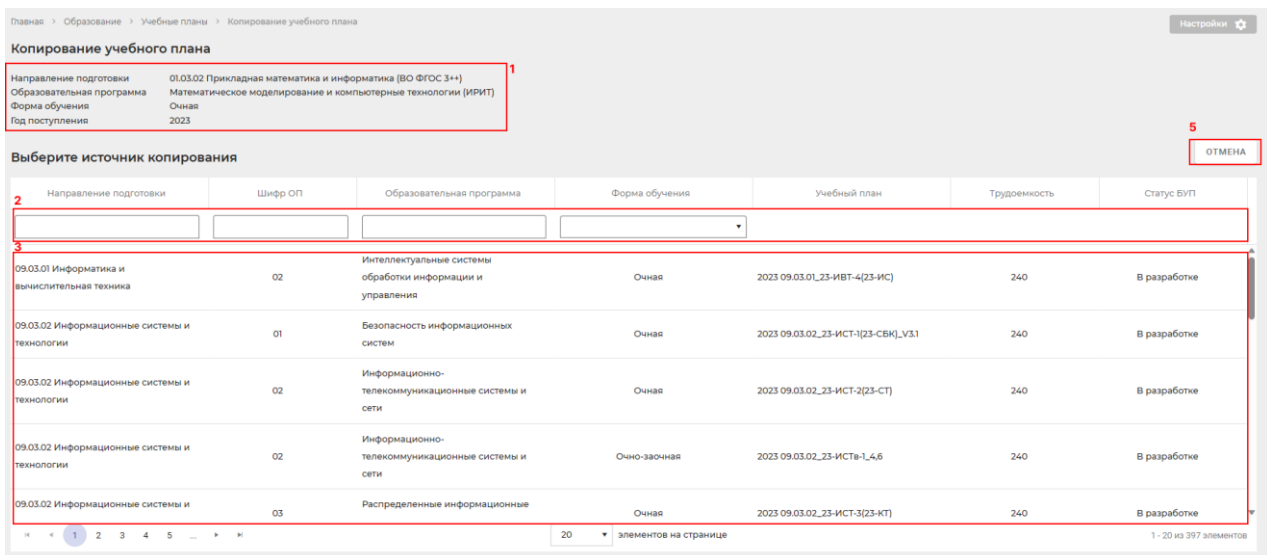 Главная > Образование > Учебные планы > Копирование учебного плана
Настройки
Копирование учебного плана
1
Направление подготовки 01.03.02 Прикладная математика и информатика (ВО ФГОС 3++)
Образовательная программа Математическое моделирование и компьютерные технологии (ИРИТ)
Форма обучения Очная
Год поступления 2023
5
Выберите источник копирования
ОТМЕНА
Направление подготовки Шифр ОП Образовательная программа Форма обучения Учебный план Трудоемкость Статус БУП
2
3
09.03.01 Информатика и
вычислительная техника
02
Интеллектуальные системы
обработки информации и
управления
Очная 2023 09.03.01_23-ИВТ-4(23-ИС) 240 В разработке
09.03.02 Информационные системы и
технологии
01
Безопасность информационных
систем
Очная 2023 09.03.02_23-ИСТ-1(23-СБК)_V3.1 240 В разработке
09.03.02 Информационные системы и
технологии
02
Информационно-
телекоммуникационные системы и
сети
Очная 2023 09.03.02_23-ИСТ-2(23-СТ) 240 В разработке
09.03.02 Информационные системы и
технологии
02
Информационно-
телекоммуникационные системы и
сети
Очно-заочная 2023 09.03.02_23-ИСТв-1_4,6 240 В разработке
09.03.02 Информационные системы и
03
Распределенные информационные
Очная 2023 09.03.02_23-ИСТ-3(23-КТ) 240 В разработке
1 2 3 4 5 ... 20 элементов на странице 1 - 20 из 397 элементов